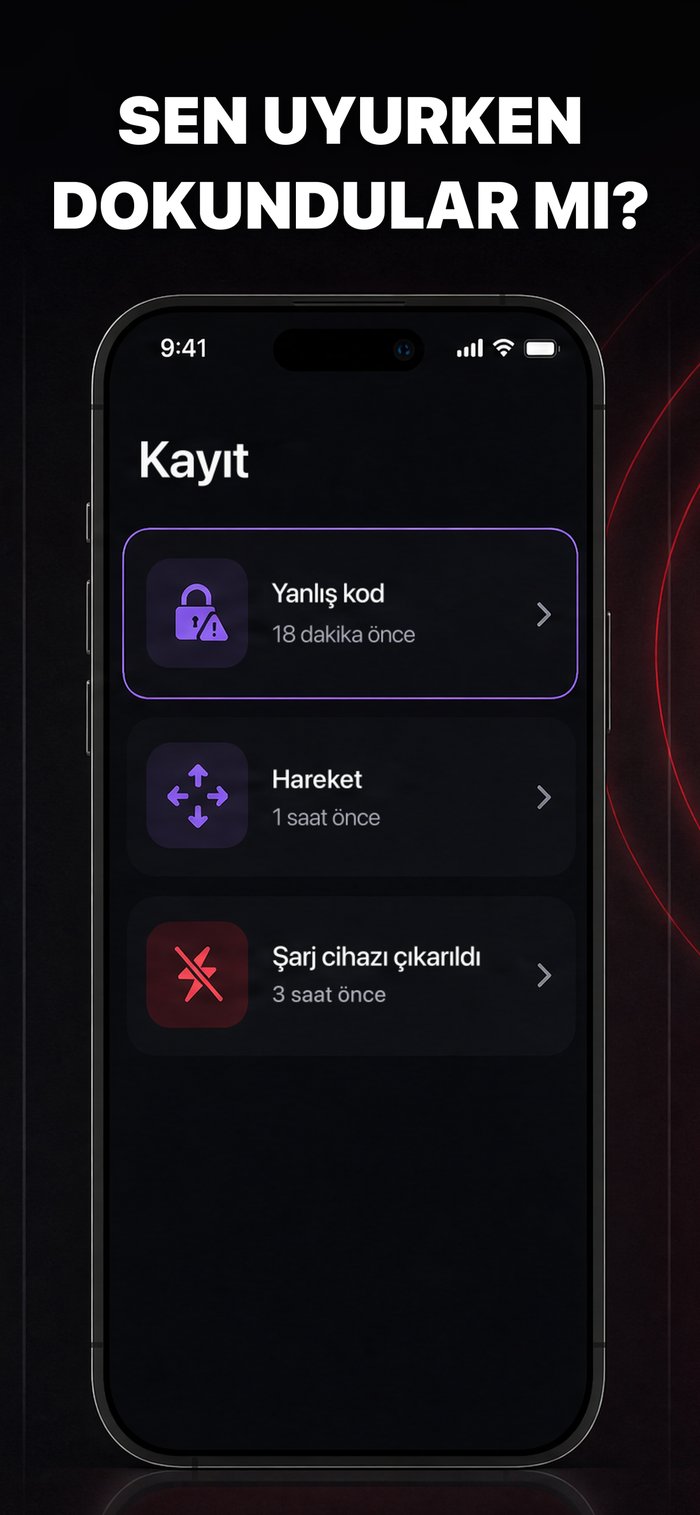 SEN UYURKEN
DOKUNDULAR MI?
9:41
Kayıt
Yanlış kod
18 dakika önce
Hareket
1 saat önce
Şarj cihazı çıkarıldı
3 saat önce